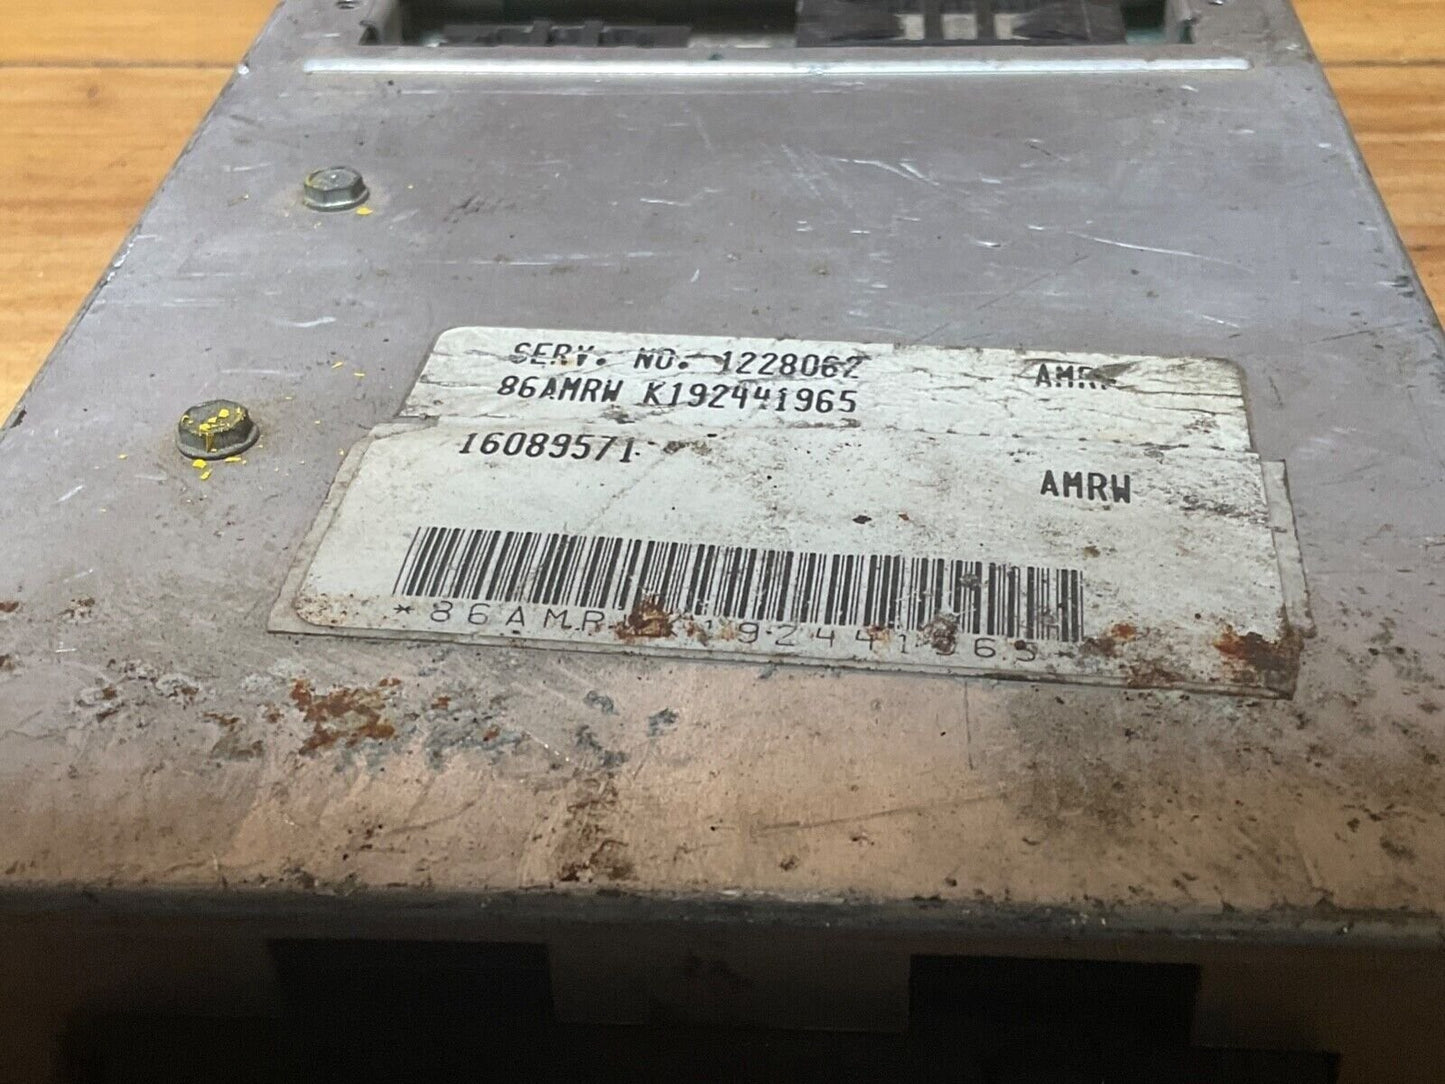 SERV. NO. 1228062
86AMRW K192441965
16089571
AMRW